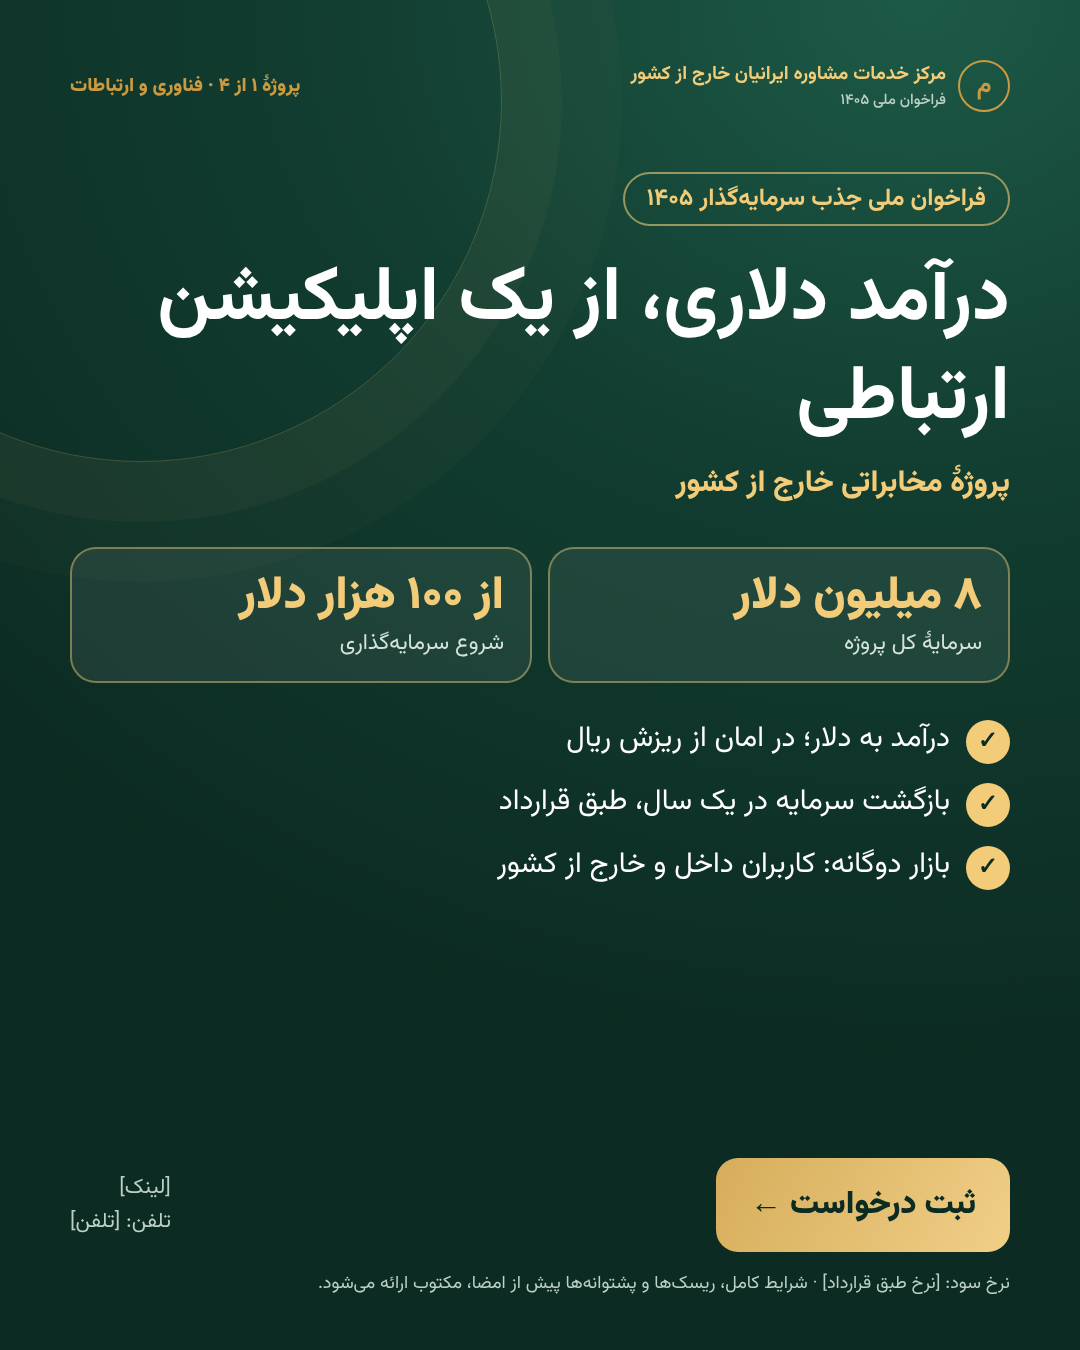 م
مرکز خدمات مشاوره ایرانیان خارج از کشور
فراخوان ملی ۱۴۰۵
پروژهٔ ۱ از ۴ · فناوری و ارتباطات
فراخوان ملی جذب سرمایه‌گذار ۱۴۰۵
درآمد دلاری، از یک اپلیکیشن
ارتباطی
پروژهٔ مخابراتی خارج از کشور
۸ میلیون دلار
سرمایهٔ کل پروژه
از ۱۰۰ هزار دلار
شروع سرمایه‌گذاری
✓ درآمد به دلار؛ در امان از ریزش ریال
✓ بازگشت سرمایه در یک سال، طبق قرارداد
✓ بازار دوگانه: کاربران داخل و خارج از کشور
ثبت درخواست ←
[لینک]
تلفن: [تلفن]
نرخ سود: [نرخ طبق قرارداد] · شرایط کامل، ریسک‌ها و پشتوانه‌ها پیش از امضا، مکتوب ارائه می‌شود.